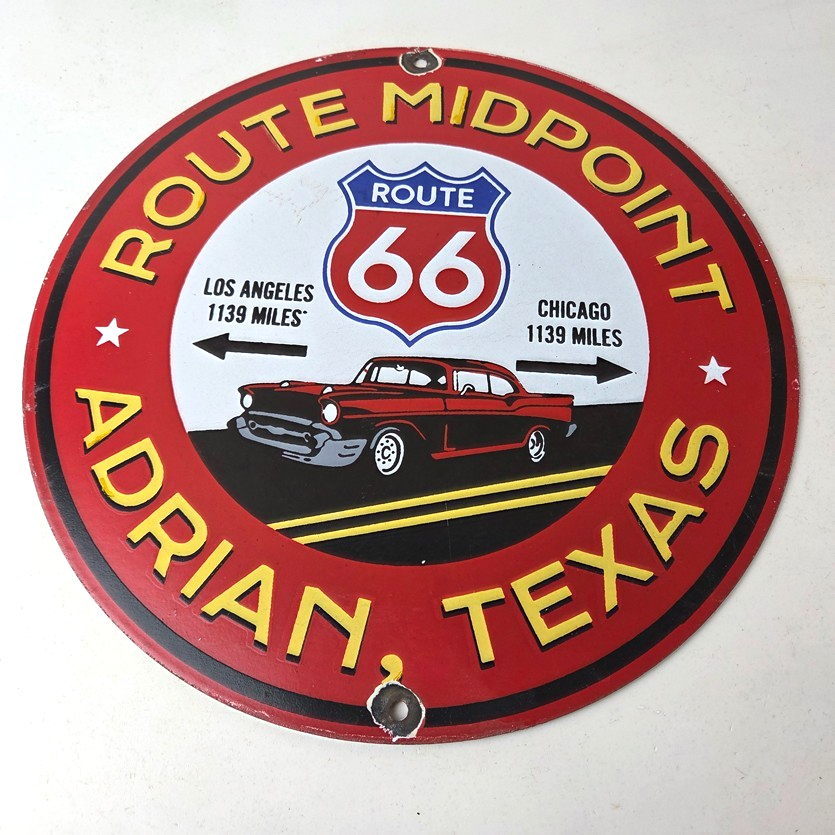 ROUTE MIDPOINT
ROUTE
66
LOS ANGELES
1139 MILES
CHICAGO
1139 MILES
ADRIAN, TEXAS